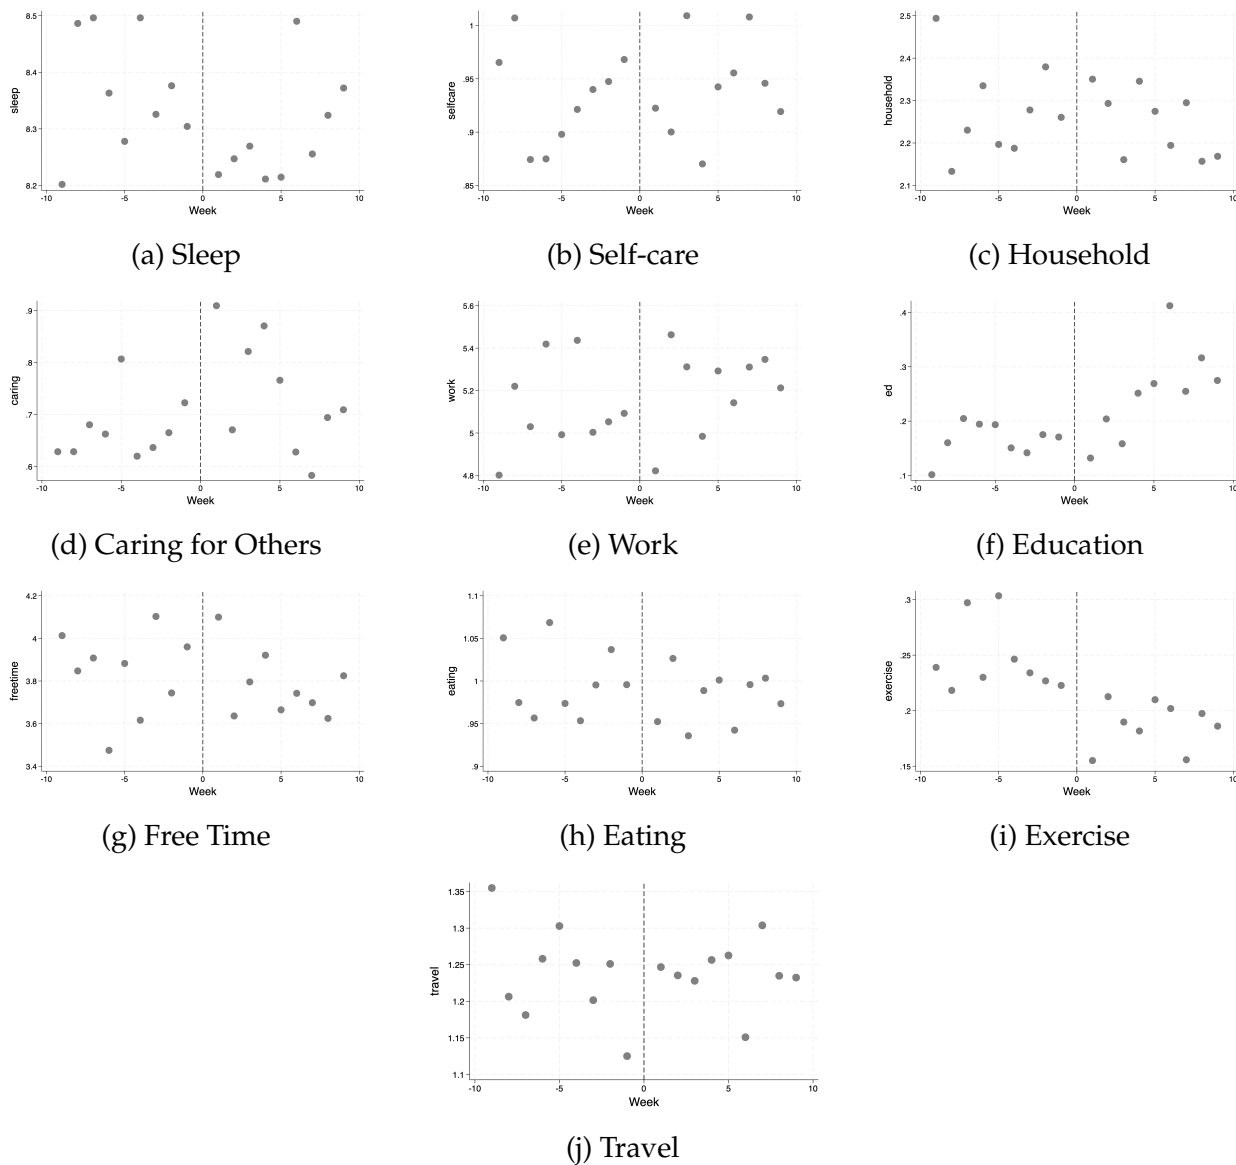 8.5
8.4
8.3
8.2
sleep
-10 -5 0 5 10
Week
(a) Sleep
1
.95
.9
.85
selfcare
-10 -5 0 5 10
Week
(b) Self-care
2.5
2.4
2.3
2.2
2.1
household
-10 -5 0 5 10
Week
(c) Household
.9
.8
.7
.6
caring
-10 -5 0 5 10
Week
(d) Caring for Others
5.6
5.4
5.2
5
4.8
work
-10 -5 0 5 10
Week
(e) Work
.4
.3
.2
.1
ed
-10 -5 0 5 10
Week
(f) Education
4.2
4
3.8
3.6
3.4
freetime
-10 -5 0 5 10
Week
(g) Free Time
1.1
1.05
1
.95
.9
eating
-10 -5 0 5 10
Week
(h) Eating
.3
.25
.2
.15
exercise
-10 -5 0 5 10
Week
(i) Exercise
1.35
1.3
1.25
1.2
1.15
1.1
travel
-10 -5 0 5 10
Week
(j) Travel